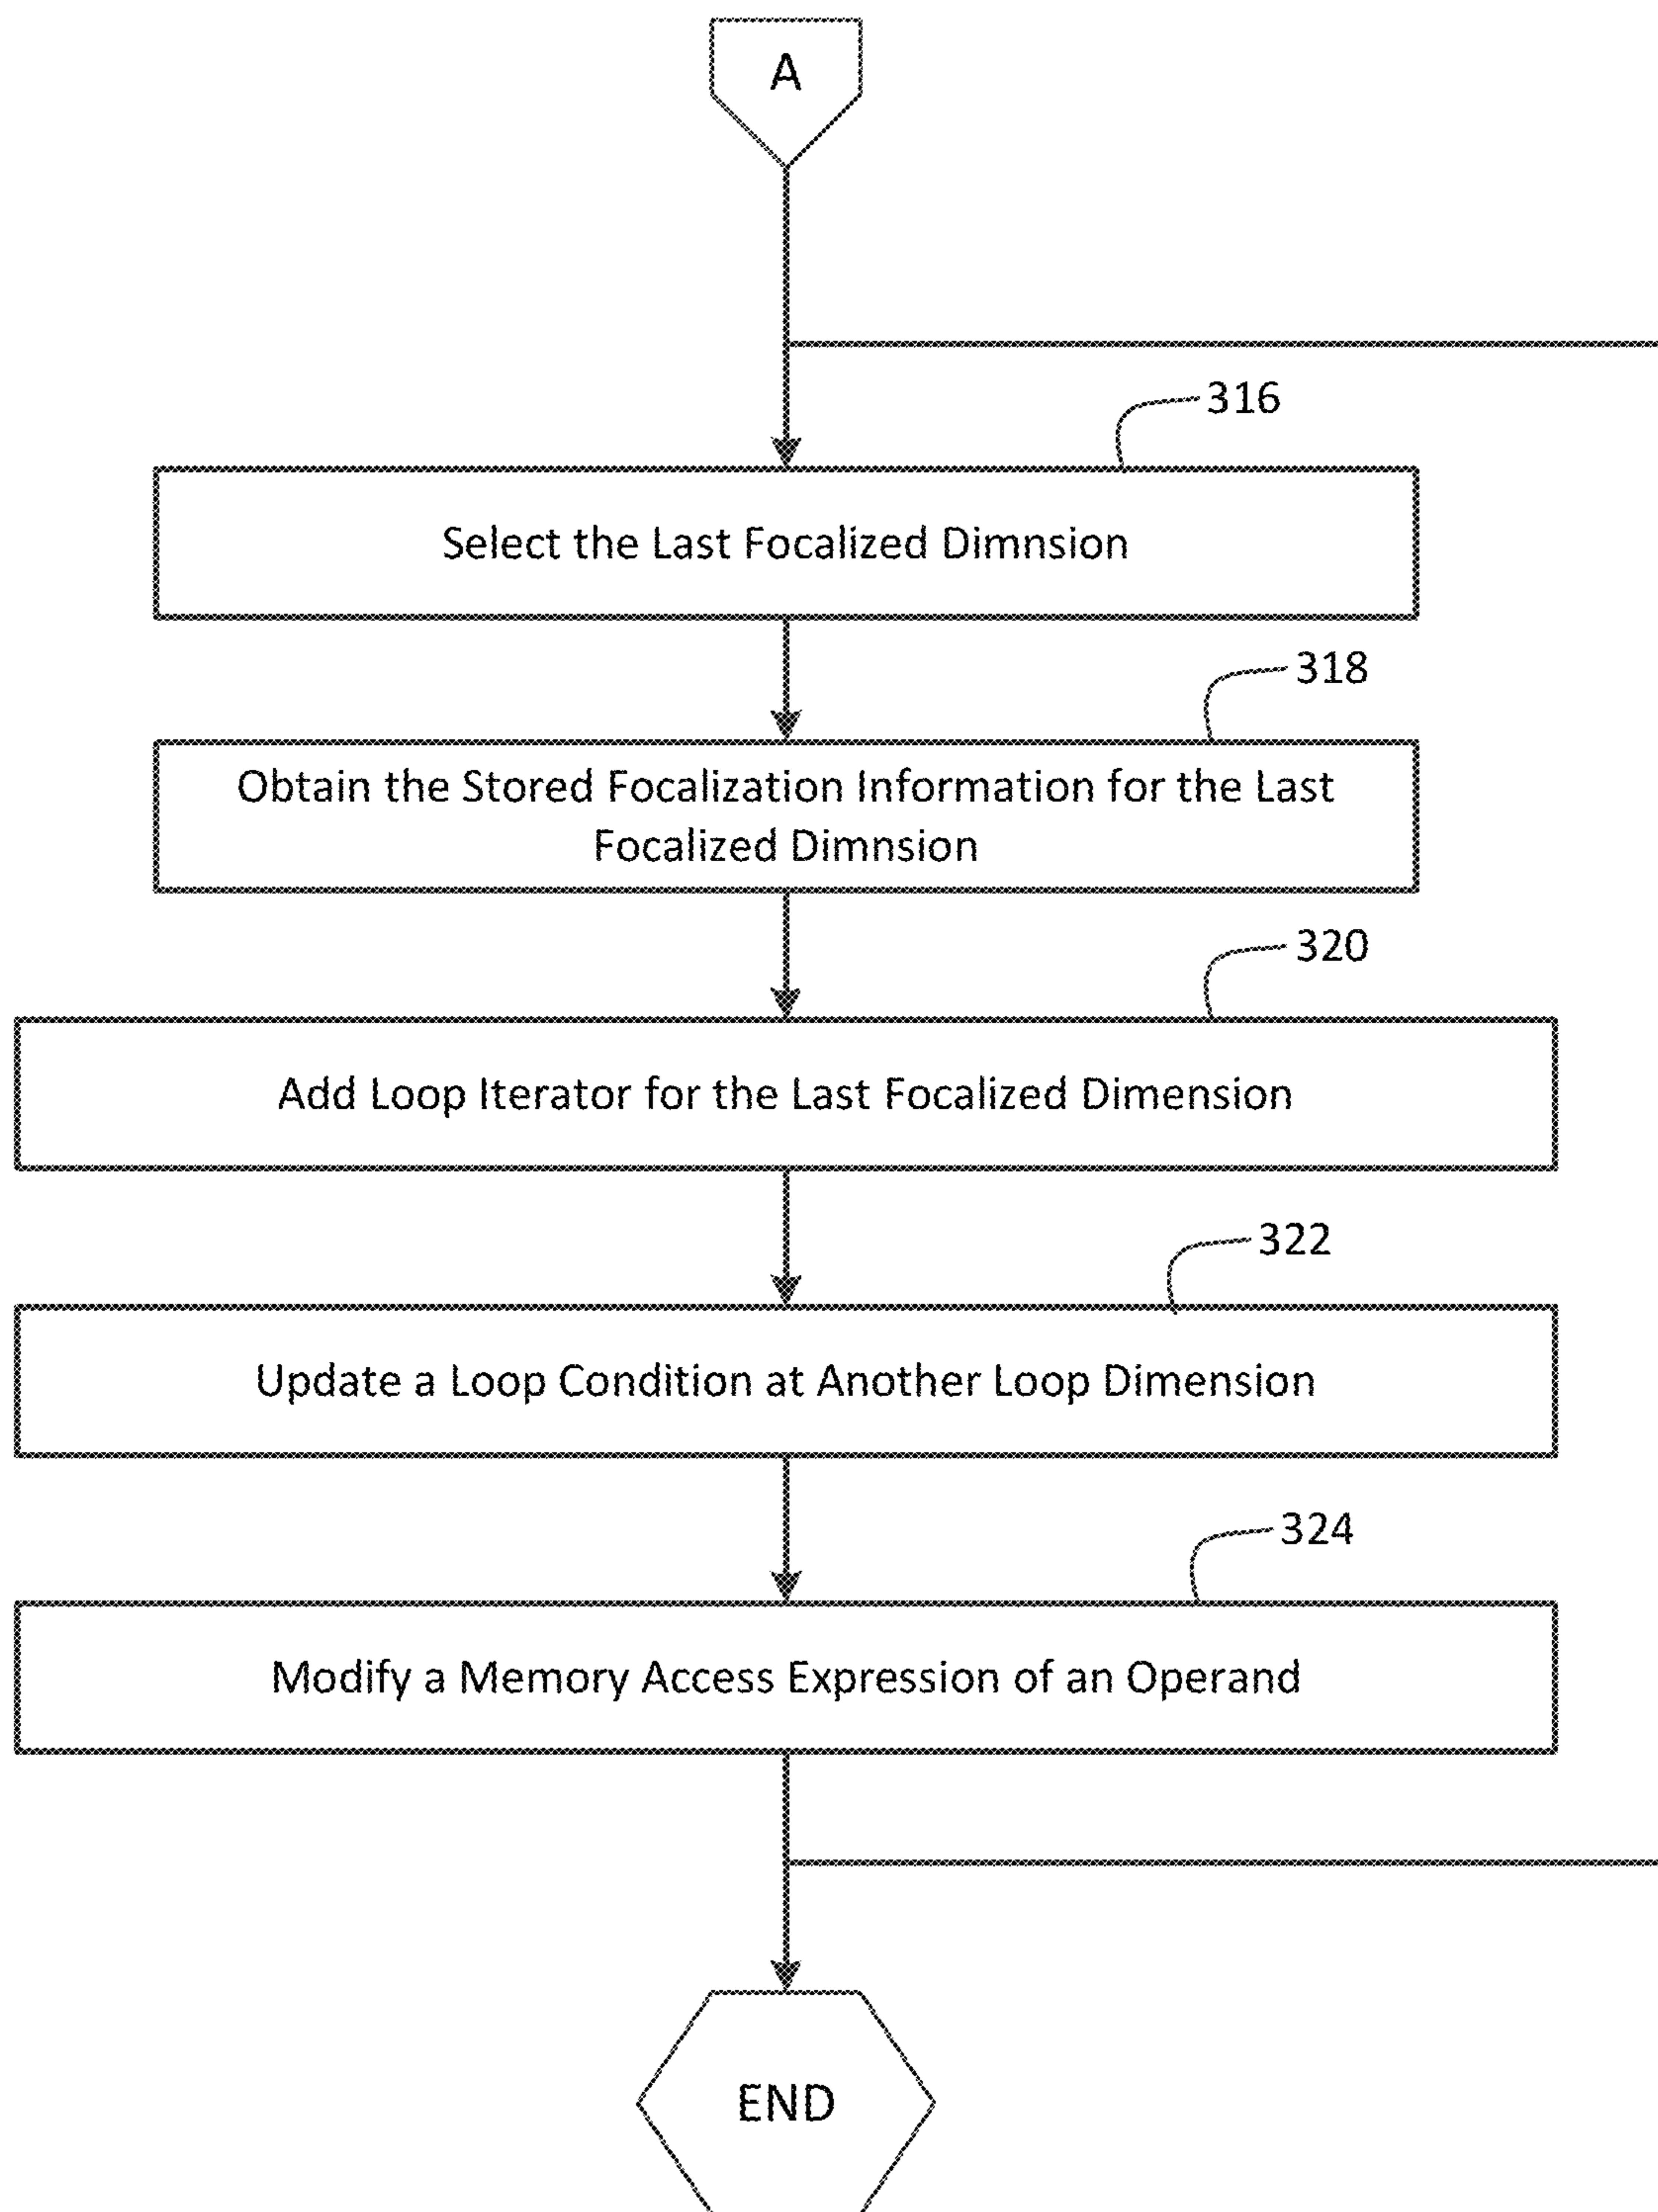 A
316
Select the Last Focalized Dimnsion
318
Obtain the Stored Focalization Information for the Last
Focalized Dimnsion
320
Add Loop Iterator for the Last Focalized Dimension
322
Update a Loop Condition at Another Loop Dimension
324
Modify a Memory Access Expression of an Operand
END